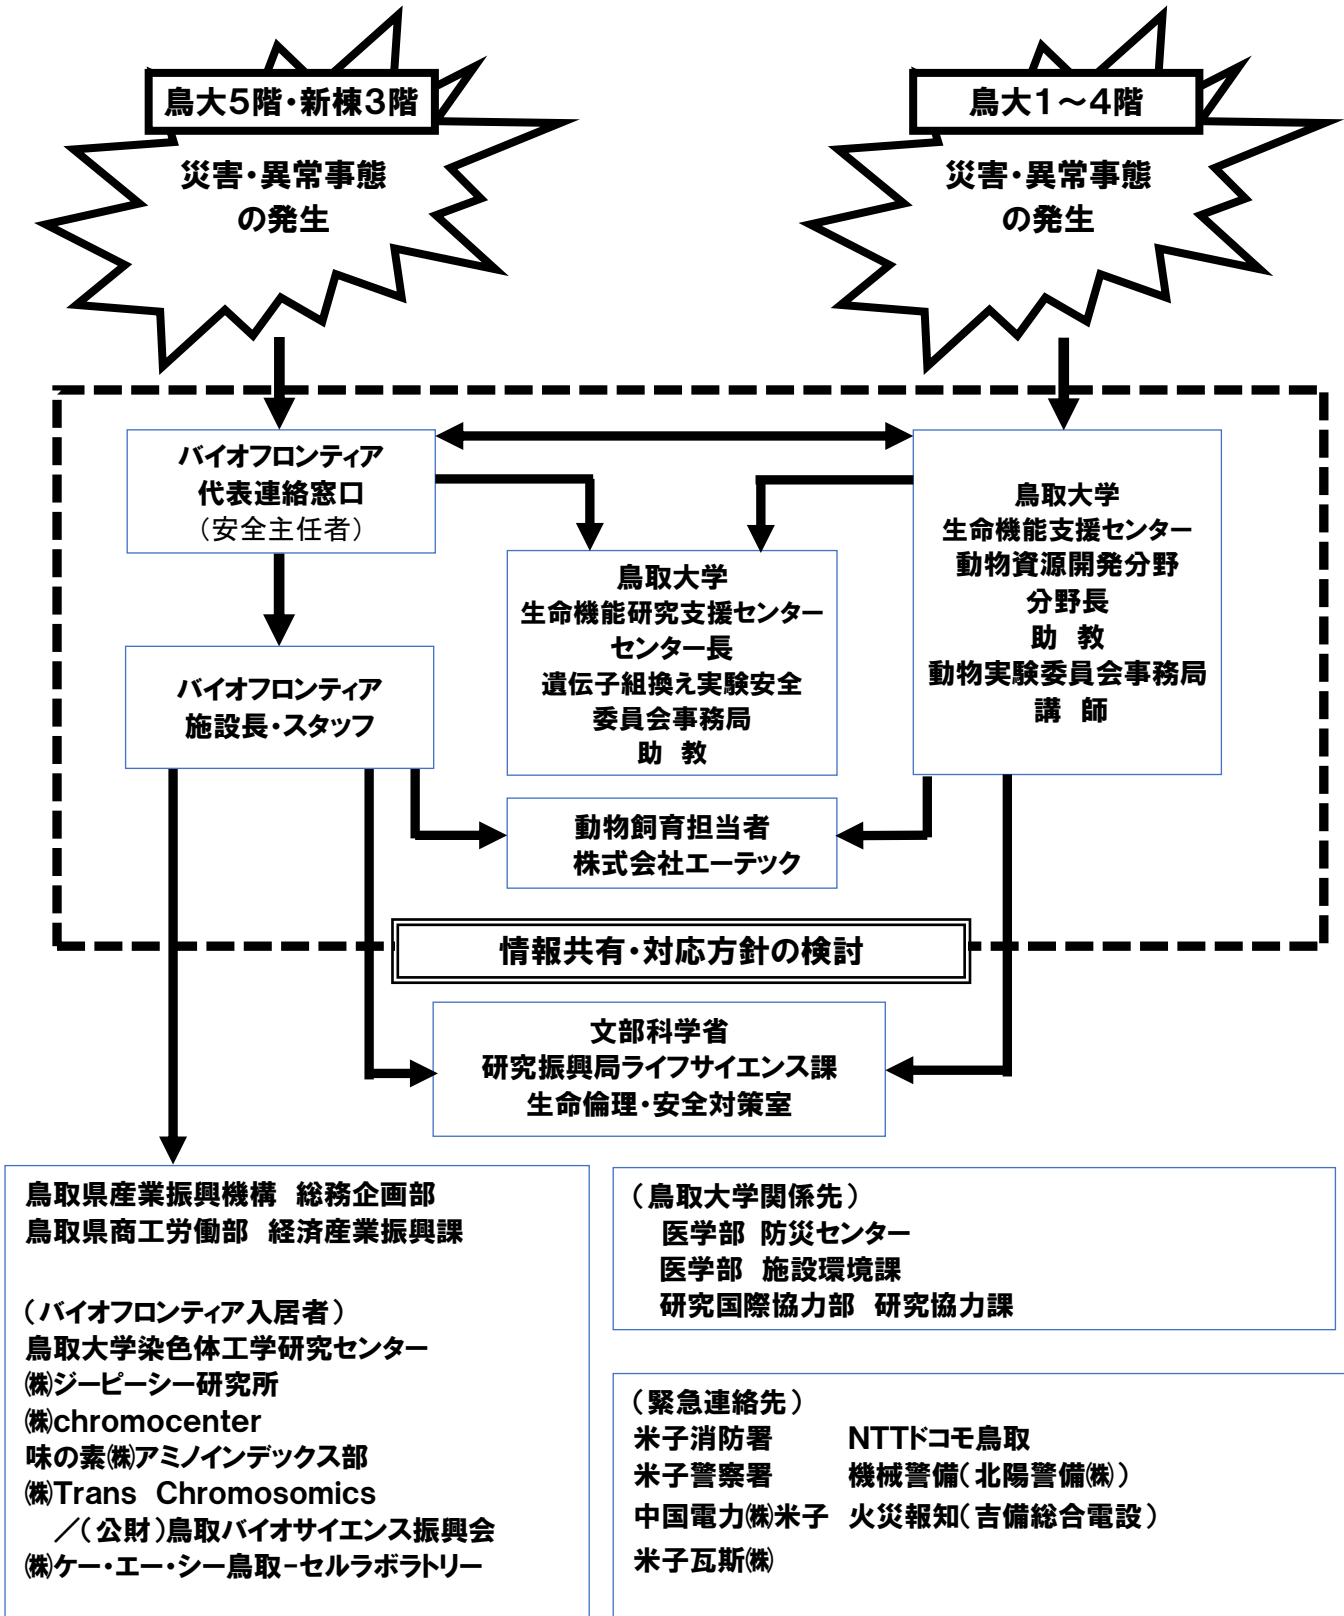 鳥大5階・新棟3階
災害・異常事態
の発生
鳥大1～4階
災害・異常事態
の発生
バイオフロンティア
代表連絡窓口
（安全主任者）
鳥取大学
生命機能支援センター
動物資源開発分野
分野長
助　教
動物実験委員会事務局
講　師
鳥取大学
生命機能研究支援センター
センター長
遺伝子組換え実験安全
委員会事務局
助　教
バイオフロンティア
施設長・スタッフ
動物飼育担当者
株式会社エーテック
情報共有・対応方針の検討
文部科学省
研究振興局ライフサイエンス課
生命倫理・安全対策室
鳥取県産業振興機構　総務企画部
鳥取県商工労働部　経済産業振興課
（バイオフロンティア入居者）
鳥取大学染色体工学研究センター
㈱ジーピーシー研究所
㈱chromocenter
味の素㈱アミノインデックス部
㈱Trans Chromosomics
／（公財）鳥取バイオサイエンス振興会
㈱ケー・エー・シー鳥取-セルラボラトリー
（鳥取大学関係先）
医学部　防災センター
医学部　施設環境課
研究国際協力部　研究協力課
（緊急連絡先）
米子消防署　NTTドコモ鳥取
米子警察署　機械警備（北陽警備㈱）
中国電力㈱米子　火災報知（吉備総合電設）
米子瓦斯㈱